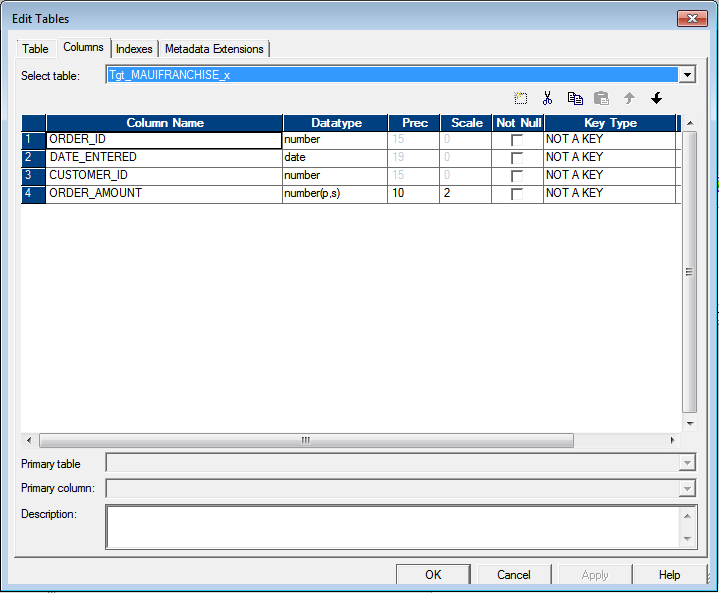 Edit Tables
Table Columns Indexes Metadata Extensions
Select table: Tgt_MAUIFRANCHISE_x
Column Name Datatype Prec Scale Not Null Key Type
1 ORDER_ID number 15 0 NOT A KEY
2 DATE_ENTERED date 19 0 NOT A KEY
3 CUSTOMER_ID number 15 0 NOT A KEY
4 ORDER_AMOUNT number(p,s) 10 2 NOT A KEY
Primary table
Primary column:
Description:
OK Cancel Apply Help